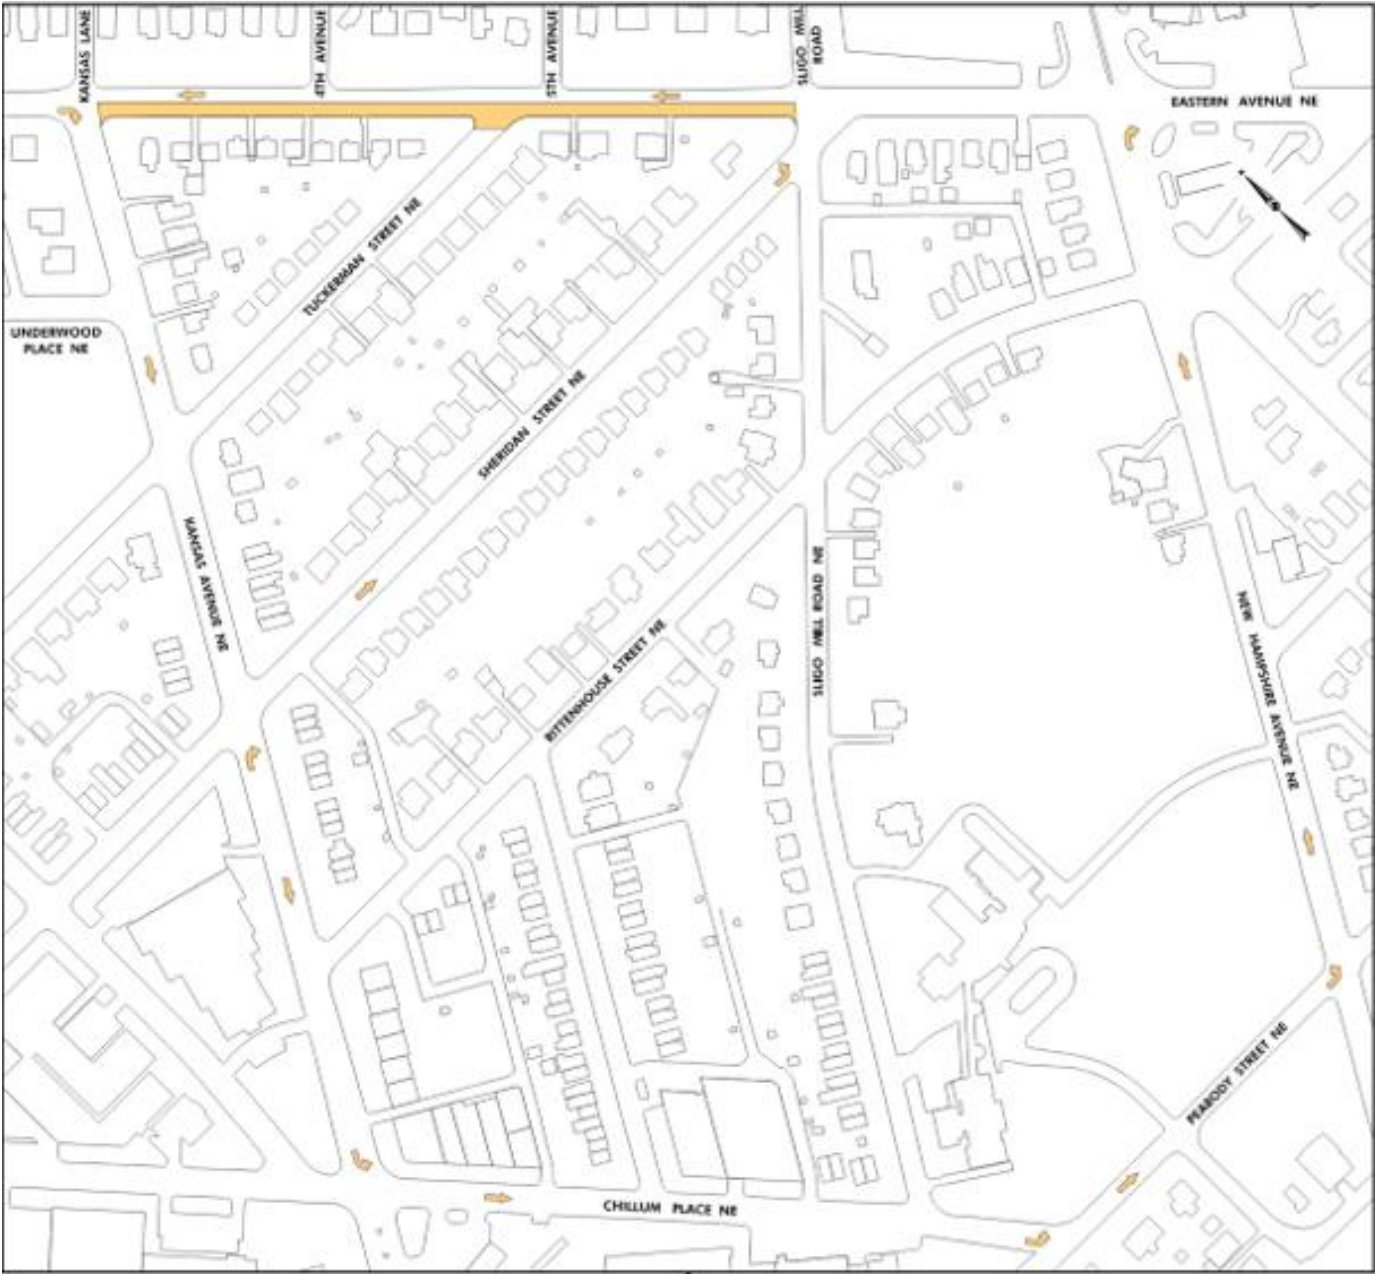 KANSAS LANE
4TH AVENUE
5TH AVENUE
SLIGO MILL
ROAD
EASTERN AVENUE NE
TUCKERMAN STREET NE
UNDERWOOD
PLACE NE
SHERIDAN STREET NE
KANSAS AVENUE NE
RITTENHOUSE STREET NE
SLIGO MILL ROAD NE
NEW HAMPSHIRE AVENUE NE
PEABODY STREET NE
CHILLUM PLACE NE